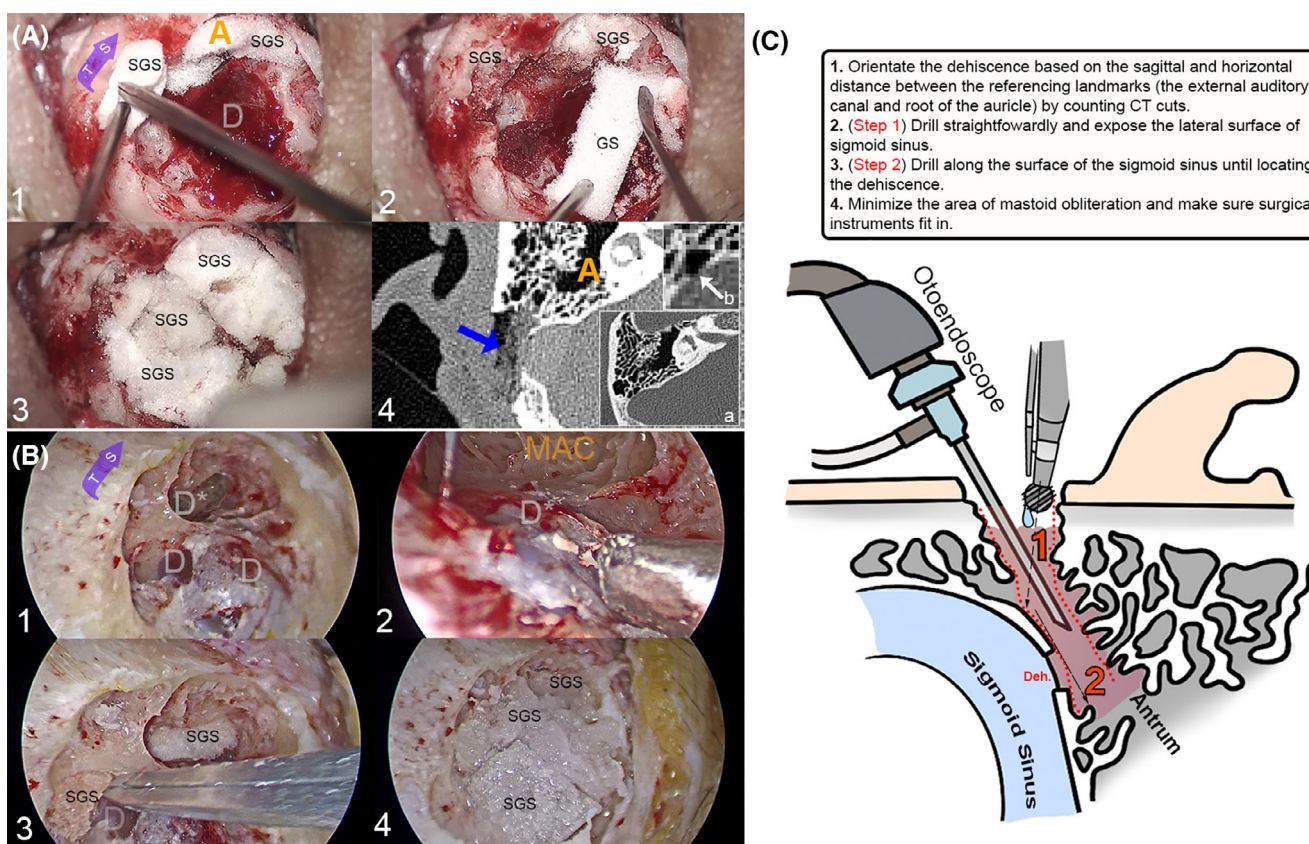 (A)
T S
SGS
A
SGS
D
1
SGS
SGS
GS
2
SGS
SGS
SGS
3
A
b
a
4
(B)
T S
D*
D
D
1
MAC
D*
2
SGS
SGS
D
3
SGS
SGS
SGS
4
(C)
1. Orientate the dehiscence based on the sagittal and horizontal
distance between the referencing landmarks (the external auditory
canal and root of the auricle) by counting CT cuts.
2. (Step 1) Drill straightfowardly and expose the lateral surface of
sigmoid sinus.
3. (Step 2) Drill along the surface of the sigmoid sinus until locating
the dehiscence.
4. Minimize the area of mastoid obliteration and make sure surgica
instruments fit in.
Otoendoscope
1
Deh.
2
Antrum
Sigmoid Sinus